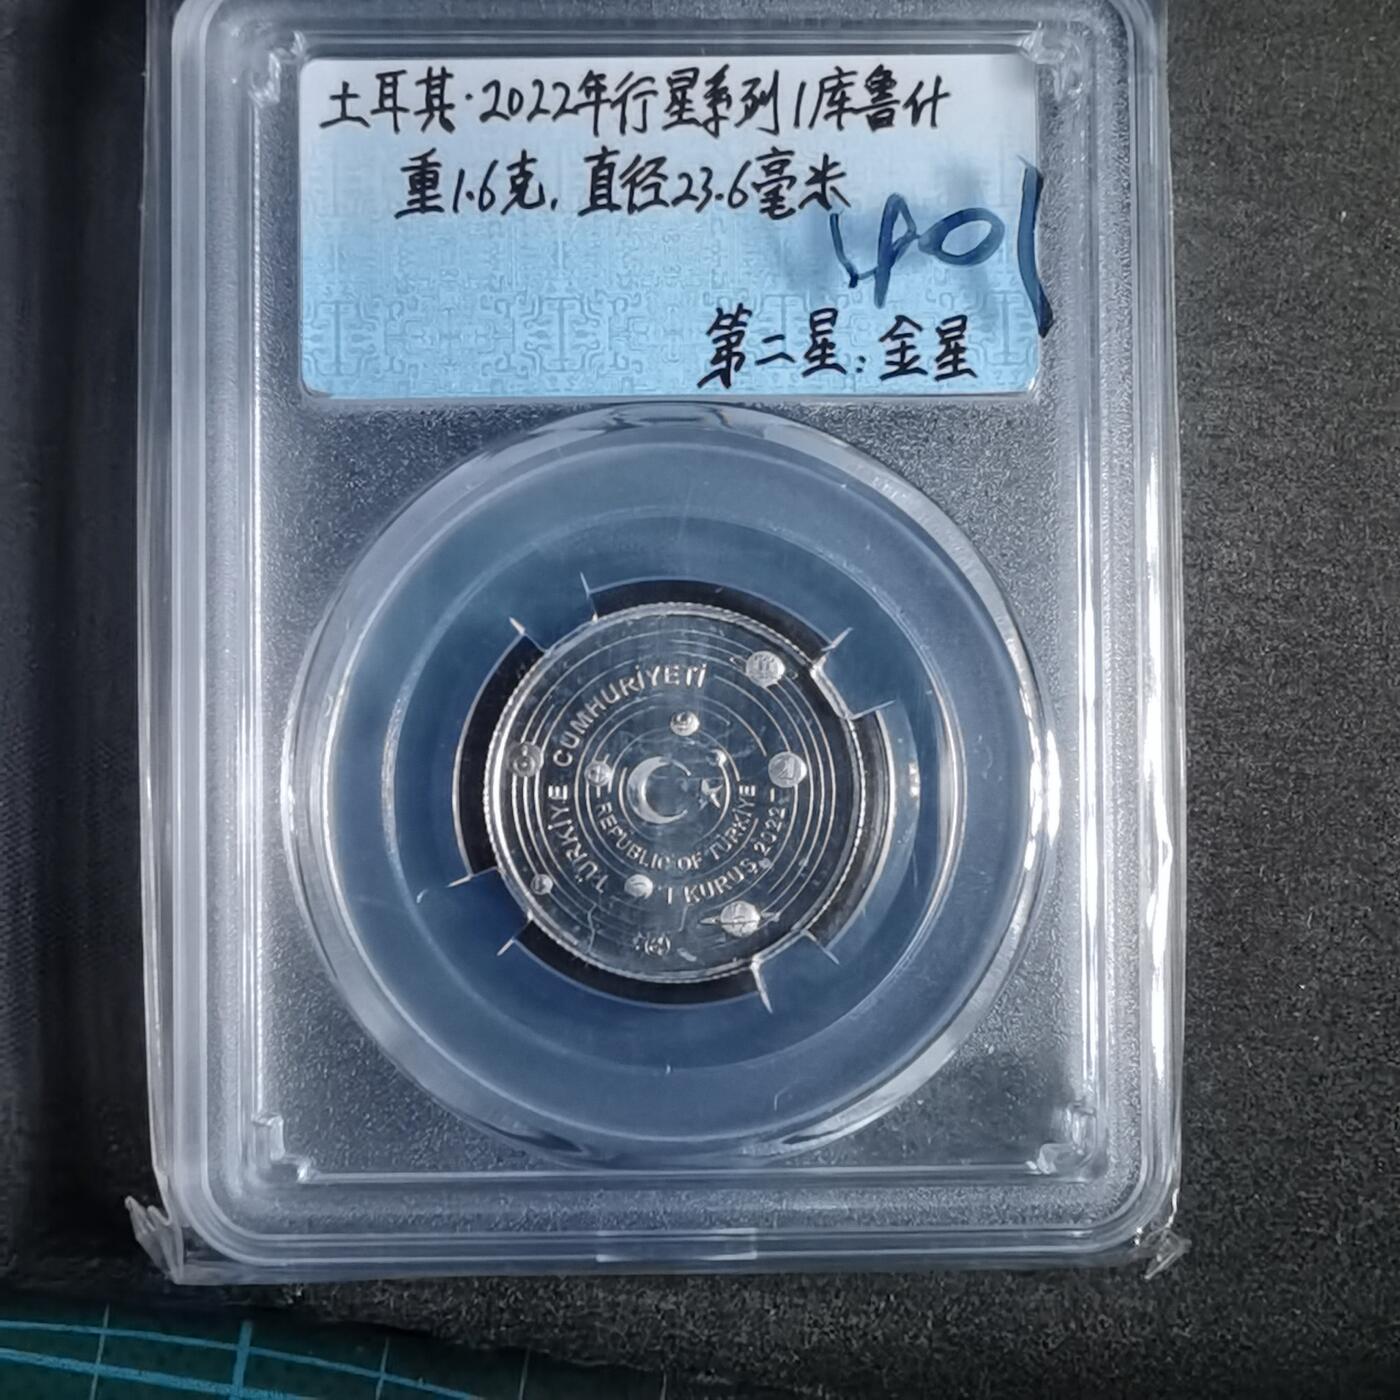 土耳其·2022年行星系列1库鲁什
重1.6克，直径23.6毫米
第二星：金星
TÜRKİYE CUMHURİYETİ
REPUBLIC OF TÜRKİYE
1 KURUŞ 2022